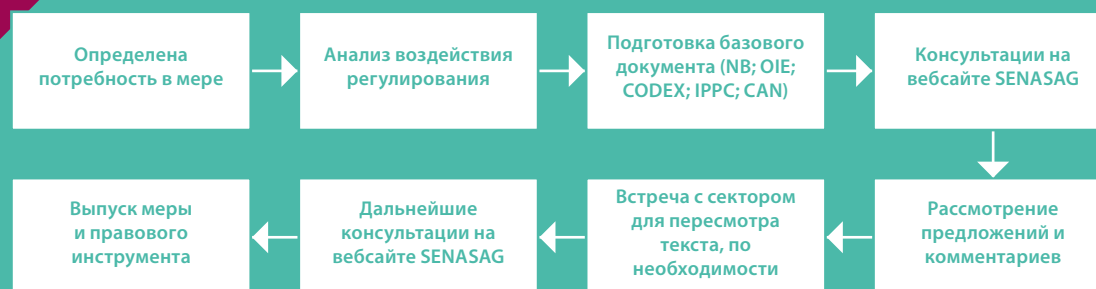 Определена
потребность в мере
Анализ воздействия
регулирования
Подготовка базового
документа (NB; OIE;
CODEX; IPPC; CAN)
Консультации на
вебсайте SENASAG
Рассмотрение
предложений и
комментариев
Встреча с сектором
для пересмотра
текста, по
необходимости
Дальнейшие
консультации на
вебсайте SENASAG
Выпуск меры
и правового
инструмента